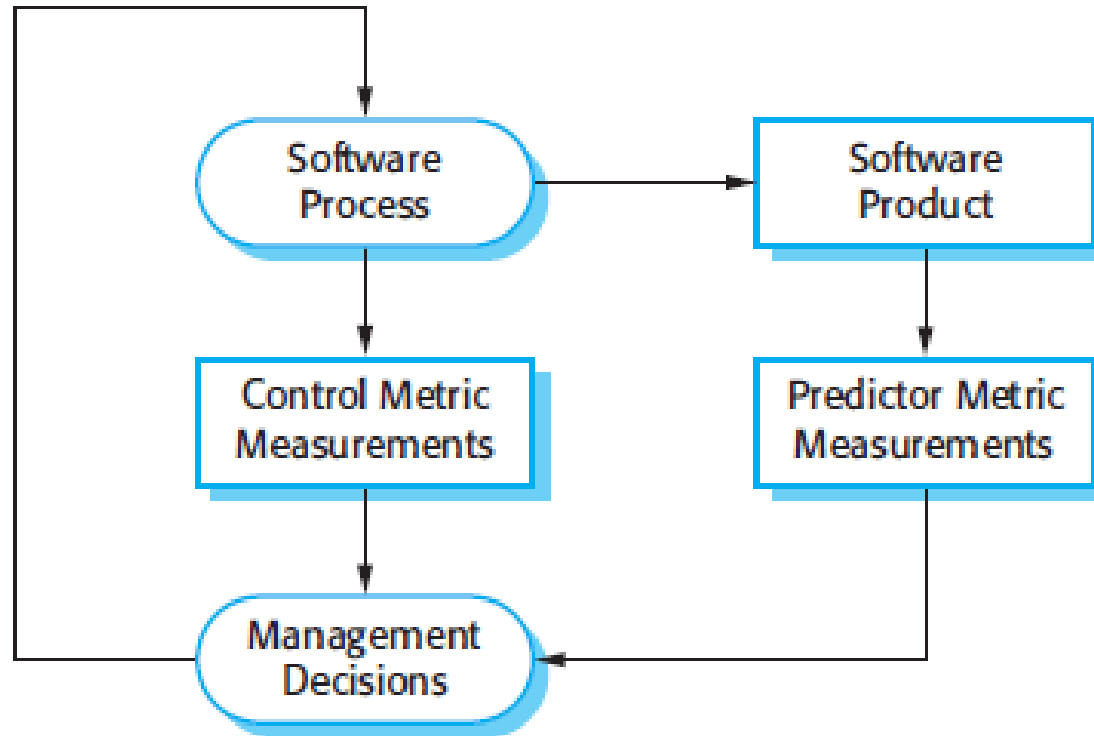 Software
Process
Software
Product
Control Metric
Measurements
Predictor Metric
Measurements
Management
Decisions